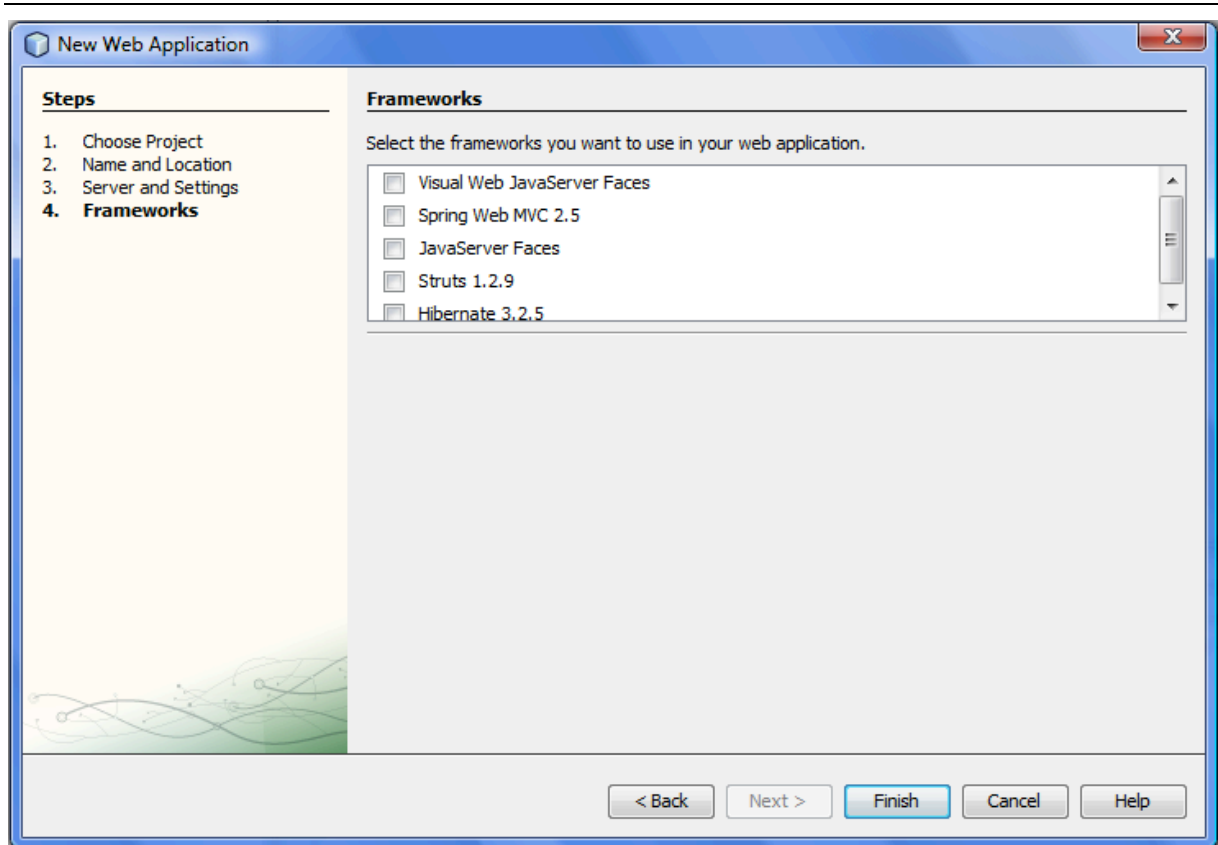 New Web Application
Steps
1. Choose Project
2. Name and Location
3. Server and Settings
4. Frameworks
Frameworks
Select the frameworks you want to use in your web application.
Visual Web JavaServer Faces
Spring Web MVC 2.5
JavaServer Faces
Struts 1.2.9
Hibernate 3.2.5
< Back
Next >
Finish
Cancel
Help